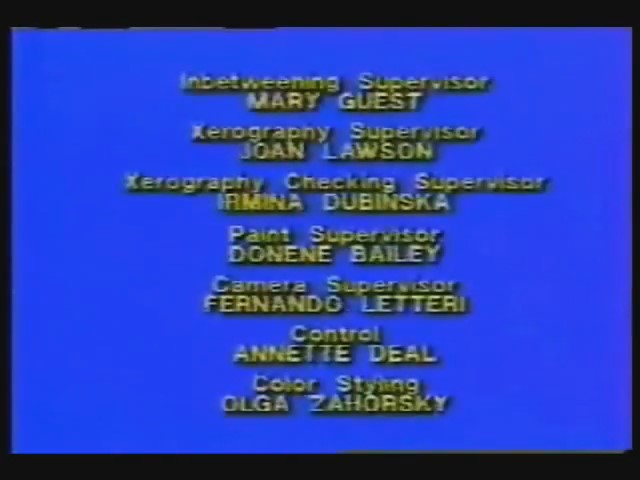 Inbetweening Supervisor
MARY GUEST
Xerography Supervisor
JOAN LAWSON
Xerography Checking Supervisor
IRMINA DUBINSKA
Paint Supervisor
DONENE BAILEY
Camera Supervisor
FERNANDO LETTERI
Control
ANNETTE DEAL
Color Styling
OLGA ZAHORSKY